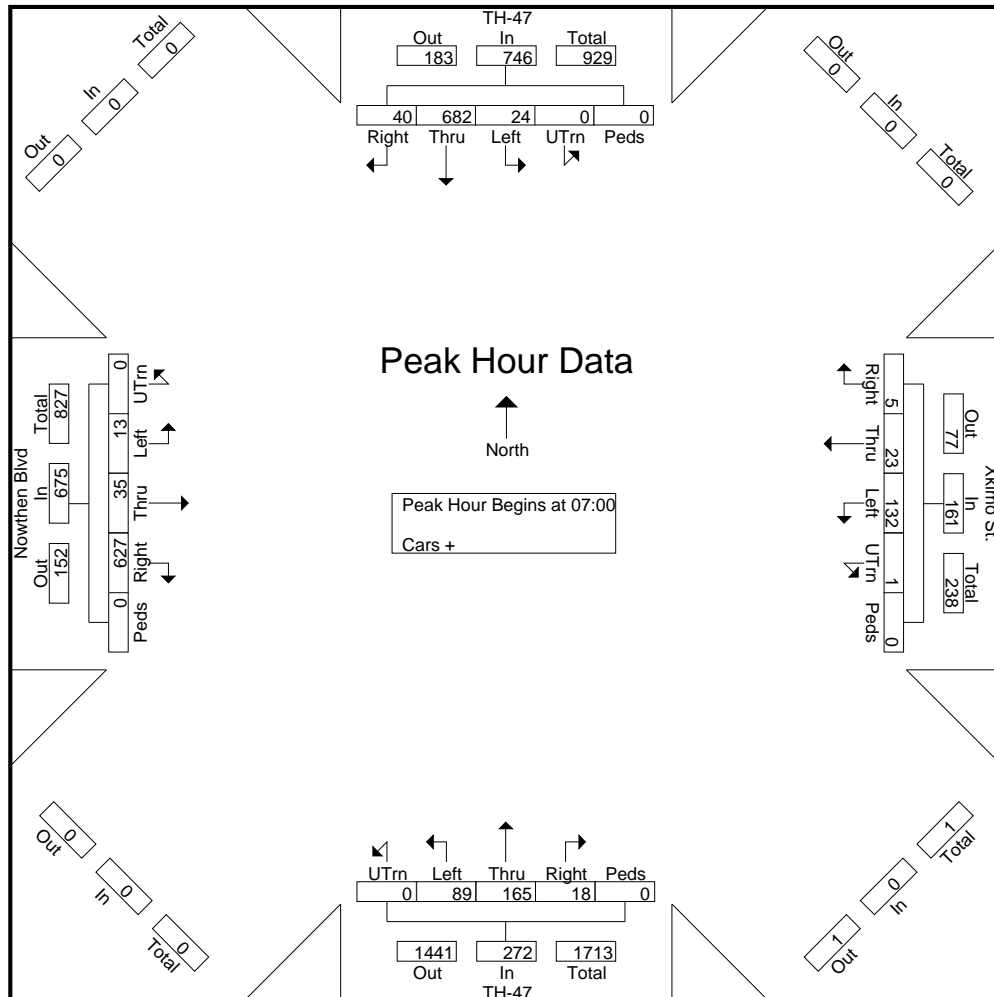 TH-47
Out In Total
183 746 929
40 682 24 0 0
Right Thru Left UTrn Peds
Total
0
In
0
Out
0
Out
0
In
0
Total
0
Peak Hour Data
North
Peak Hour Begins at 07:00
Cars +
Nowthen Blvd
Total In Out
827 675 152
0 13 35 627 0
UTrn Left Thru Right Peds
Right Thru Left UTrn Peds
5 23 132 1 0
Out In Total
77 161 238
Xkimo St.
0
Out
0
In
0
Total
1
Total
0
In
1
Out
UTrn Left Thru Right Peds
0 89 165 18 0
1441 272 1713
Out In Total
TH-47